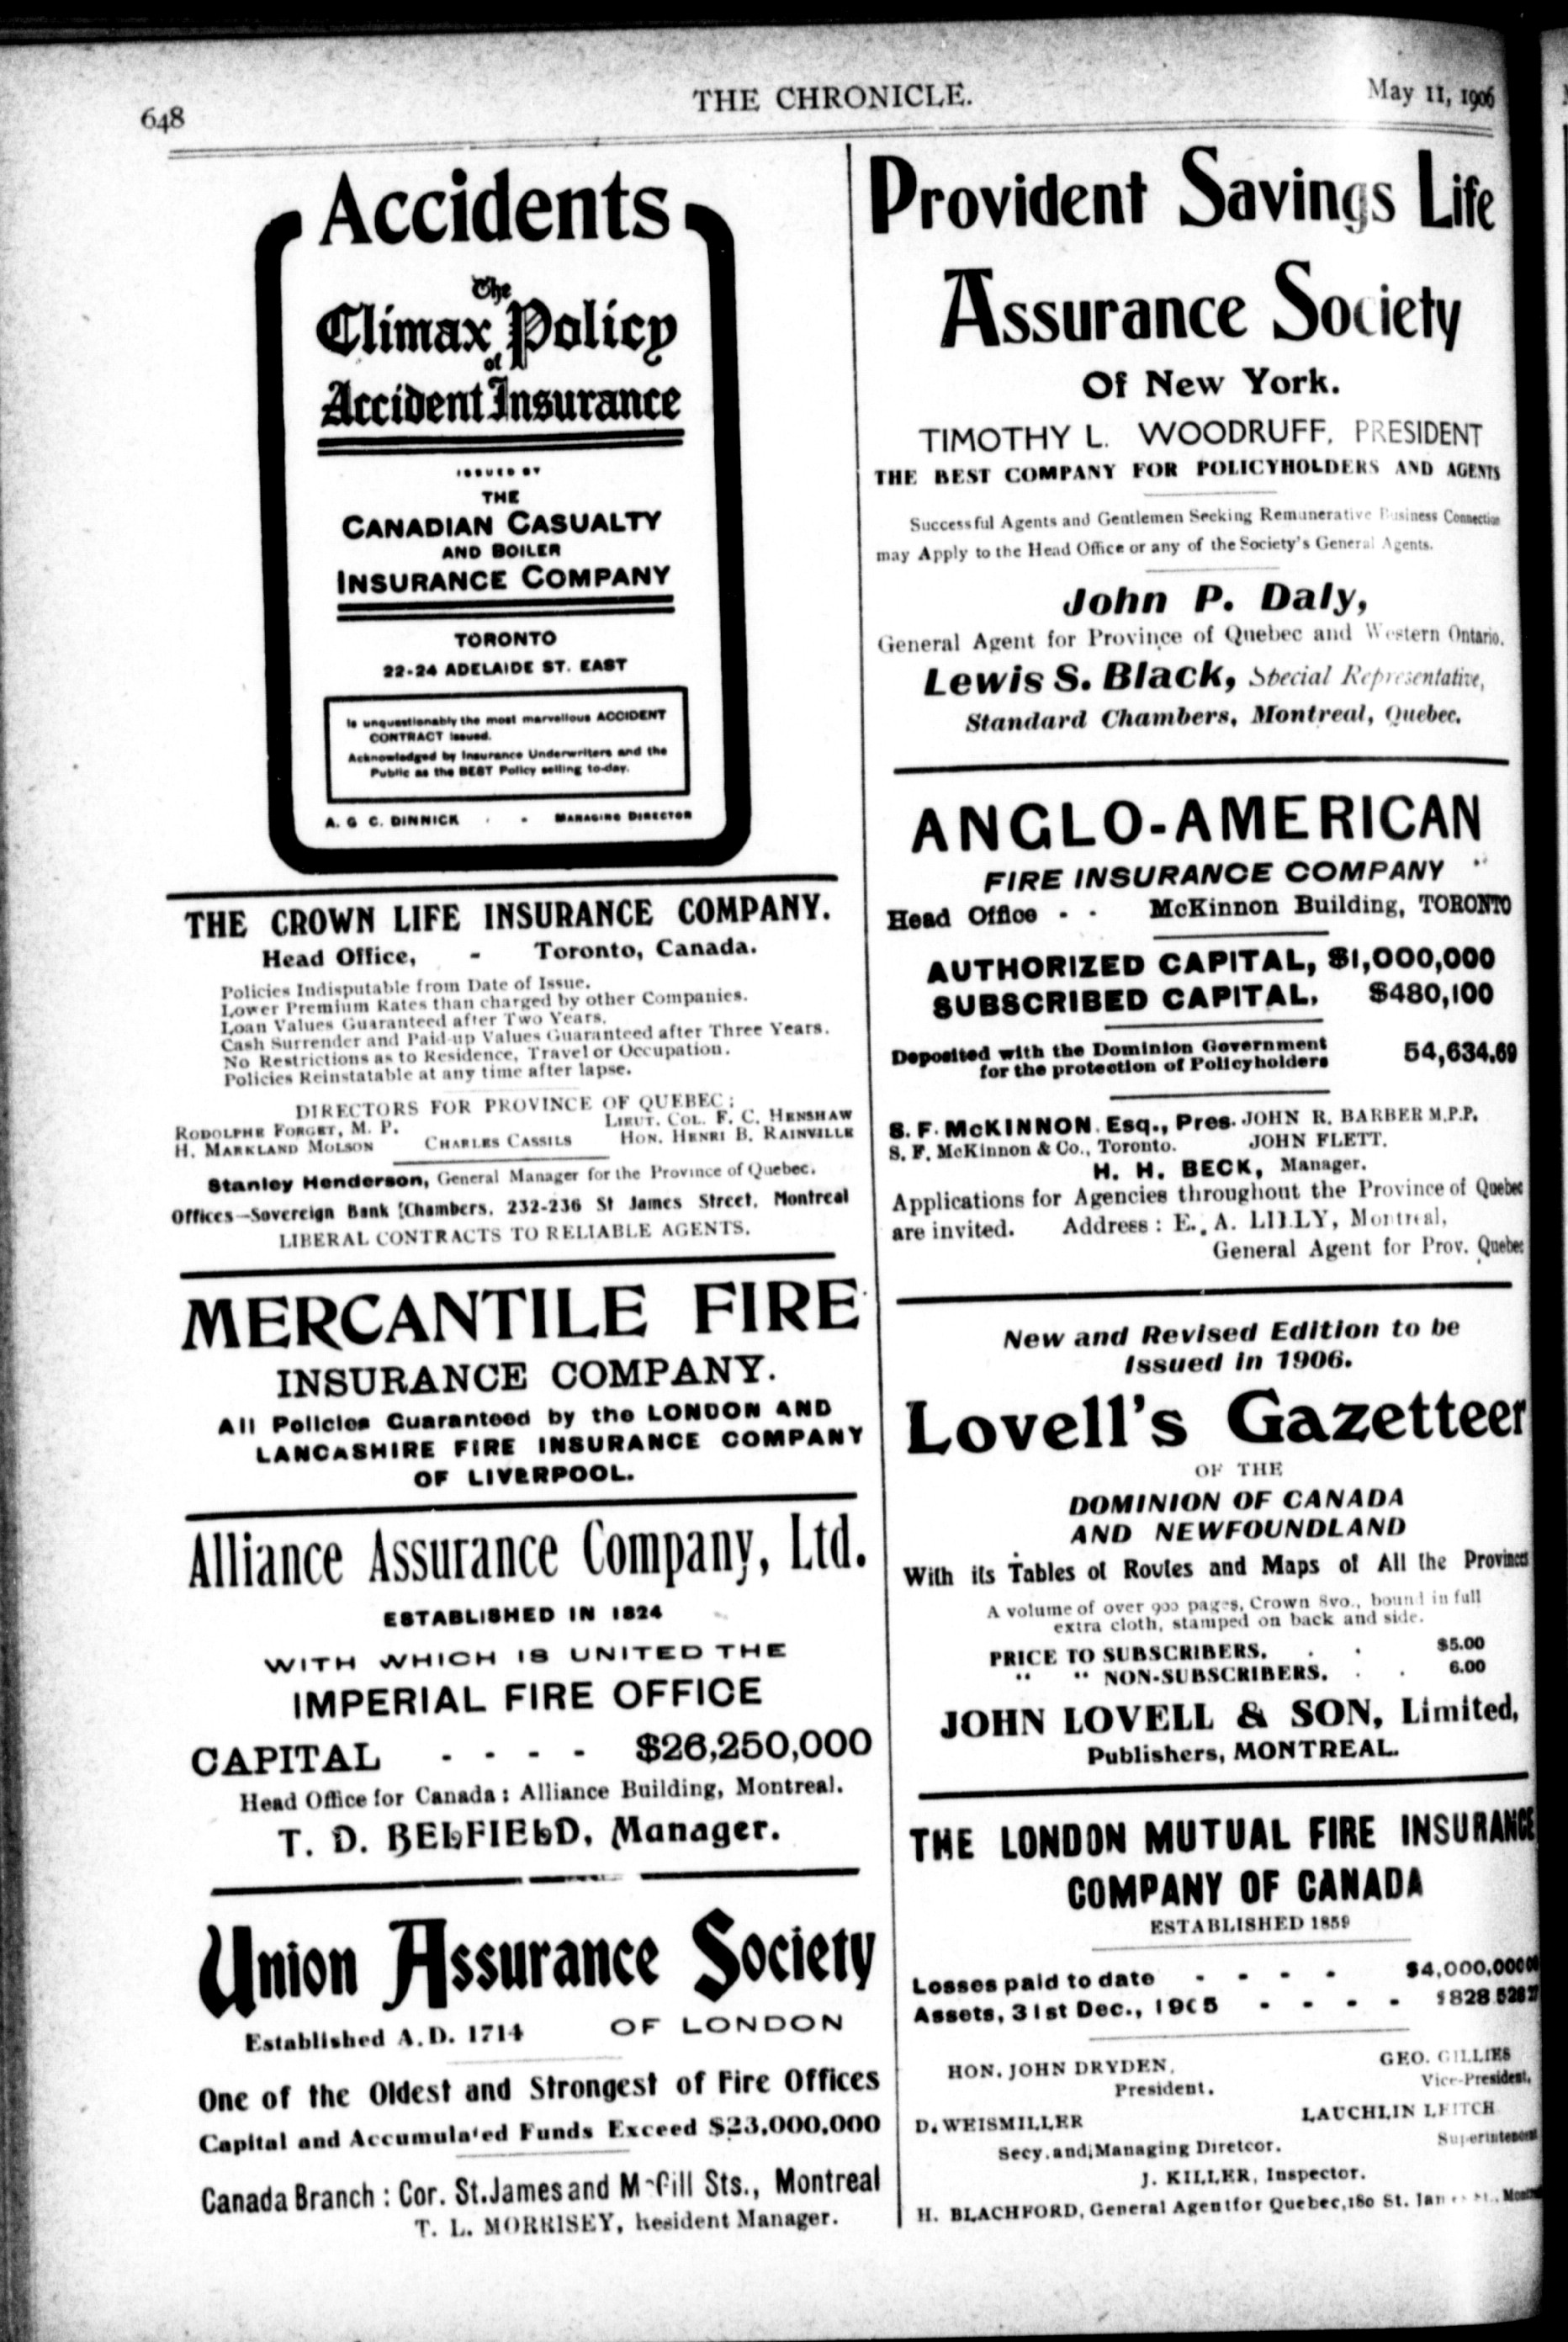 648
THE CHRONICLE.
May 11, 1906
Accidents
The
Climax Policy
of
Accident Insurance
ISSUED BY
THE
CANADIAN CASUALTY
AND BOILER
INSURANCE COMPANY
TORONTO
22-24 ADELAIDE ST. EAST
Is unquestionably the most marvellous ACCIDENT
CONTRACT issued.
Acknowledged by Insurance Underwriters and the
Public as the BEST Policy selling to-day.
A. G C. DINNICK - - MANAGING DIRECTOR
THE CROWN LIFE INSURANCE COMPANY.
Head Office, - Toronto, Canada.
Policies Indisputable from Date of Issue.
Lower Premium Rates than charged by other Companies.
Loan Values Guaranteed after Two Years.
Cash Surrender and Paid-up Values Guaranteed after Three Years.
No Restrictions as to Residence, Travel or Occupation.
Policies Reinstatable at any time after lapse.
DIRECTORS FOR PROVINCE OF QUEBEC:
RODOLPHE FORGET, M. P. LIEUT. COL. F. C. HENSHAW
H. MARKLAND MOLSON CHARLES CASSILS HON. HENRI B. RAINVILLE
Stanley Henderson, General Manager for the Province of Quebec.
Offices—Sovereign Bank Chambers, 232-236 St James Street, Montreal
LIBERAL CONTRACTS TO RELIABLE AGENTS.
MERCANTILE FIRE
INSURANCE COMPANY.
All Policies Guaranteed by the LONDON AND
LANCASHIRE FIRE INSURANCE COMPANY
OF LIVERPOOL.
Alliance Assurance Company, Ltd.
ESTABLISHED IN 1824
WITH WHICH IS UNITED THE
IMPERIAL FIRE OFFICE
CAPITAL - - - - $26,250,000
Head Office for Canada: Alliance Building, Montreal.
T. D. BELFIELD, Manager.
Union Assurance Society
Established A.D. 1714 OF LONDON
One of the Oldest and Strongest of Fire Offices
Capital and Accumulated Funds Exceed $23,000,000
Canada Branch: Cor. St. James and McGill Sts., Montreal
T. L. MORRISEY, Resident Manager.
Provident Savings Life
Assurance Society
Of New York.
TIMOTHY L. WOODRUFF, PRESIDENT
THE BEST COMPANY FOR POLICYHOLDERS AND AGENTS
Successful Agents and Gentlemen Seeking Remunerative Business Connection
may Apply to the Head Office or any of the Society's General Agents.
John P. Daly,
General Agent for Province of Quebec and Western Ontario.
Lewis S. Black, Special Representative,
Standard Chambers, Montreal, Quebec.
ANGLO-AMERICAN
FIRE INSURANCE COMPANY
Head Office - - McKinnon Building, TORONTO
AUTHORIZED CAPITAL, $1,000,000
SUBSCRIBED CAPITAL, $480,100
Deposited with the Dominion Government
for the protection of Policyholders 54,634.69
S. F. McKINNON Esq., Pres. JOHN R. BARBER M.P.P.
S. F. McKinnon & Co., Toronto. JOHN FLETT.
H. H. BECK, Manager.
Applications for Agencies throughout the Province of Quebec
are invited. Address: E. A. LILLY, Montreal,
General Agent for Prov. Quebec
New and Revised Edition to be
Issued in 1906.
Lovell's Gazetteer
OF THE
DOMINION OF CANADA
AND NEWFOUNDLAND
With its Tables of Routes and Maps of All the Provinces
A volume of over 900 pages, Crown 8vo., bound in full
extra cloth, stamped on back and side.
PRICE TO SUBSCRIBERS. . . $5.00
" " NON-SUBSCRIBERS. . . 6.00
JOHN LOVELL & SON, Limited,
Publishers, MONTREAL.
THE LONDON MUTUAL FIRE INSURANCE
COMPANY OF CANADA
ESTABLISHED 1859
Losses paid to date - - - - $4,000,000 00
Assets, 31st Dec., 1905 - - - - $828 528 27
HON. JOHN DRYDEN, GEO. GILLIES
President. Vice-President,
D. WEISMILLER LAUCHLIN LEITCH
Secy. and Managing Diretcor. Superintendent
J. KILLER, Inspector.
H. BLACHFORD, General Agent for Quebec, 180 St. James St., Montreal